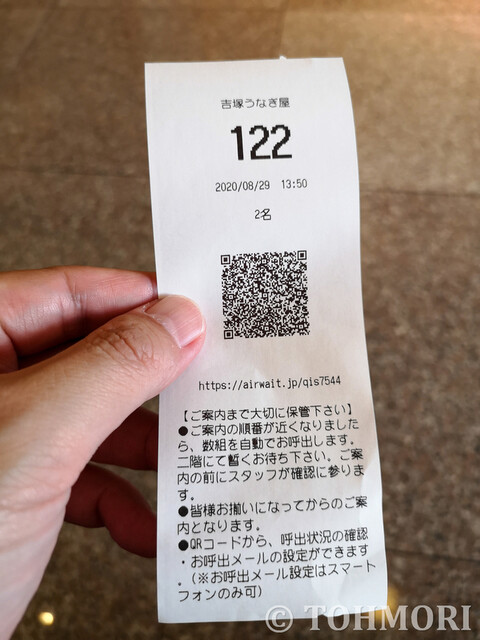 吉塚うなぎ屋
122
2020/08/29 13:50
2名
https://airwait.jp/qis7544
【ご案内まで大切に保管下さい】
●ご案内の順番が近くなりました
ら、数組を自動でお呼出します。
二階にて暫くお待ち下さい。ご案
内の前にスタッフが確認に参りま
す。
●皆様お揃いになってからのご案
内となります。
●QRコードから、呼出状況の確認
・お呼出メールの設定ができます
。(※お呼出メール設定はスマート
フォンのみ可)
© TOHMORI